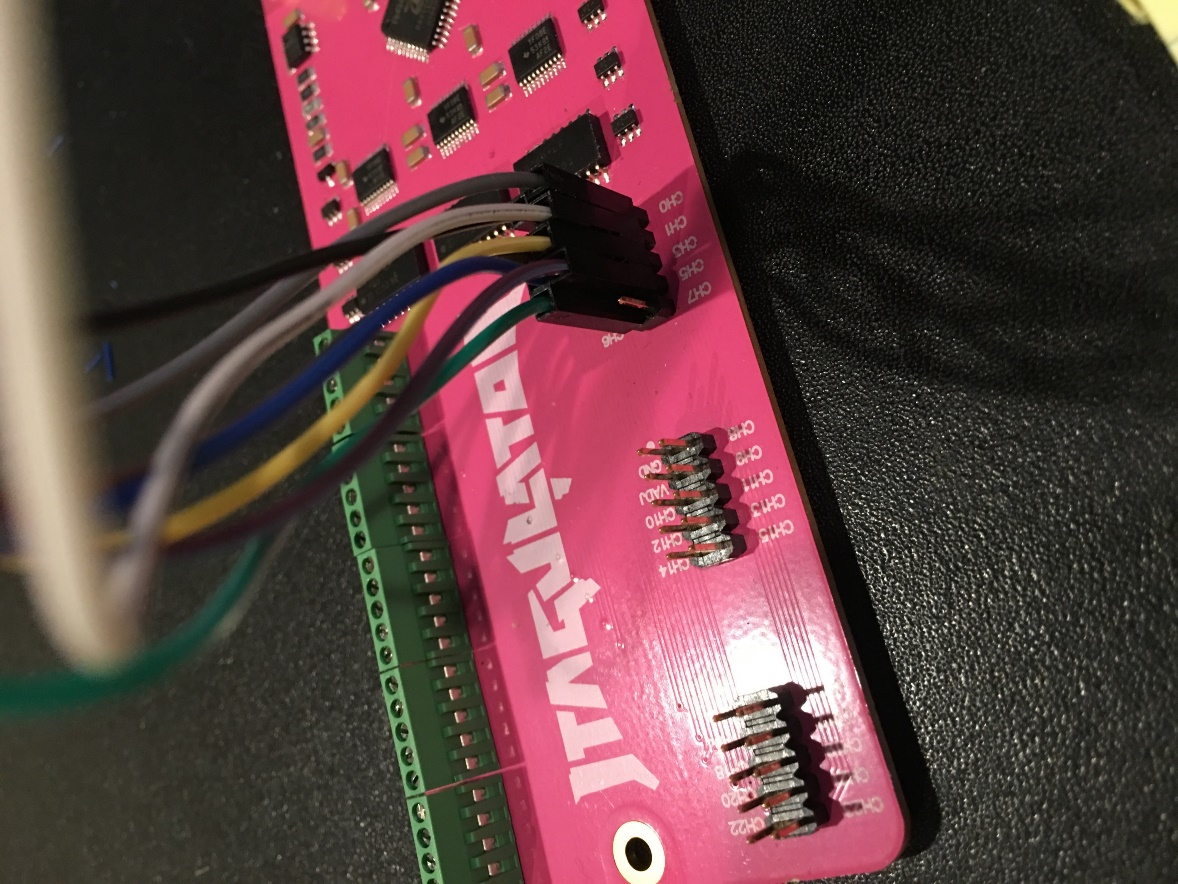 JTAGULATOR
CH0
CH1
CH3
CH5
CH7
CH6
CH8
CH9
CH11
CH13
CH15
GND
VADJ
CH10
CH12
CH14
CH20
CH22